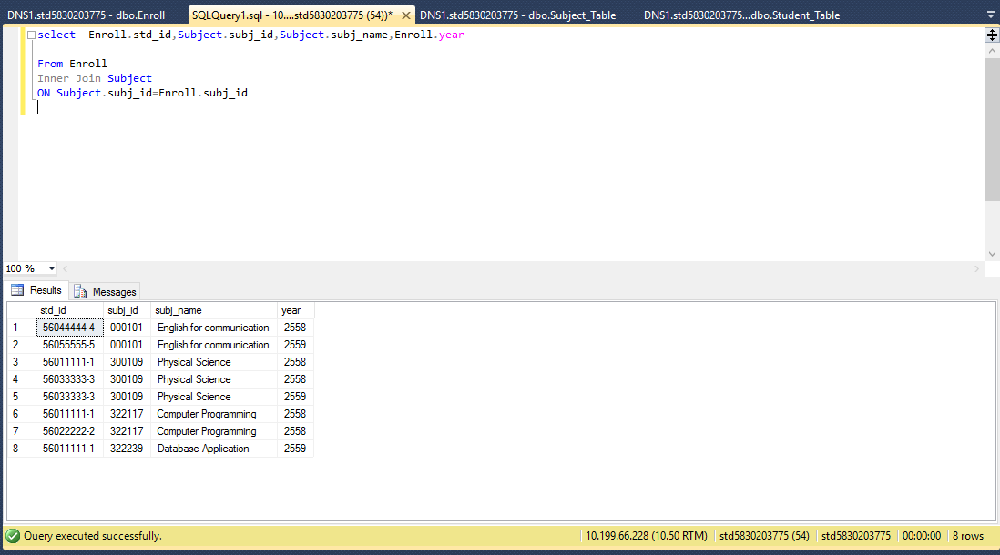 DNS1.std5830203775 - dbo.Enroll SQLQuery1.sql - 10....std5830203775 (54))* DNS1.std5830203775 - dbo.Subject_Table DNS1.std5830203775...dbo.Student_Table
select  Enroll.std_id,Subject.subj_id,Subject.subj_name,Enroll.year
From Enroll
Inner Join Subject
ON Subject.subj_id=Enroll.subj_id
100 %
Results Messages
std_id subj_id subj_name year
1 56044444-4 000101 English for communication 2558
2 56055555-5 000101 English for communication 2559
3 56011111-1 300109 Physical Science 2558
4 56033333-3 300109 Physical Science 2558
5 56033333-3 300109 Physical Science 2559
6 56011111-1 322117 Computer Programming 2558
7 56022222-2 322117 Computer Programming 2558
8 56011111-1 322239 Database Application 2559
Query executed successfully. 10.199.66.228 (10.50 RTM) std5830203775 (54) std5830203775 00:00:00 8 rows